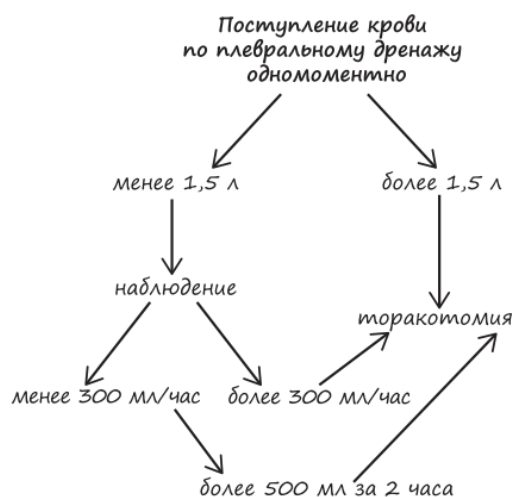 Поступление крови
по плевральному дренажу
одномоментно
менее 1,5 л
более 1,5 л
наблюдение
торакотомия
менее 300 мл/час
более 300 мл/час
более 500 мл за 2 часа